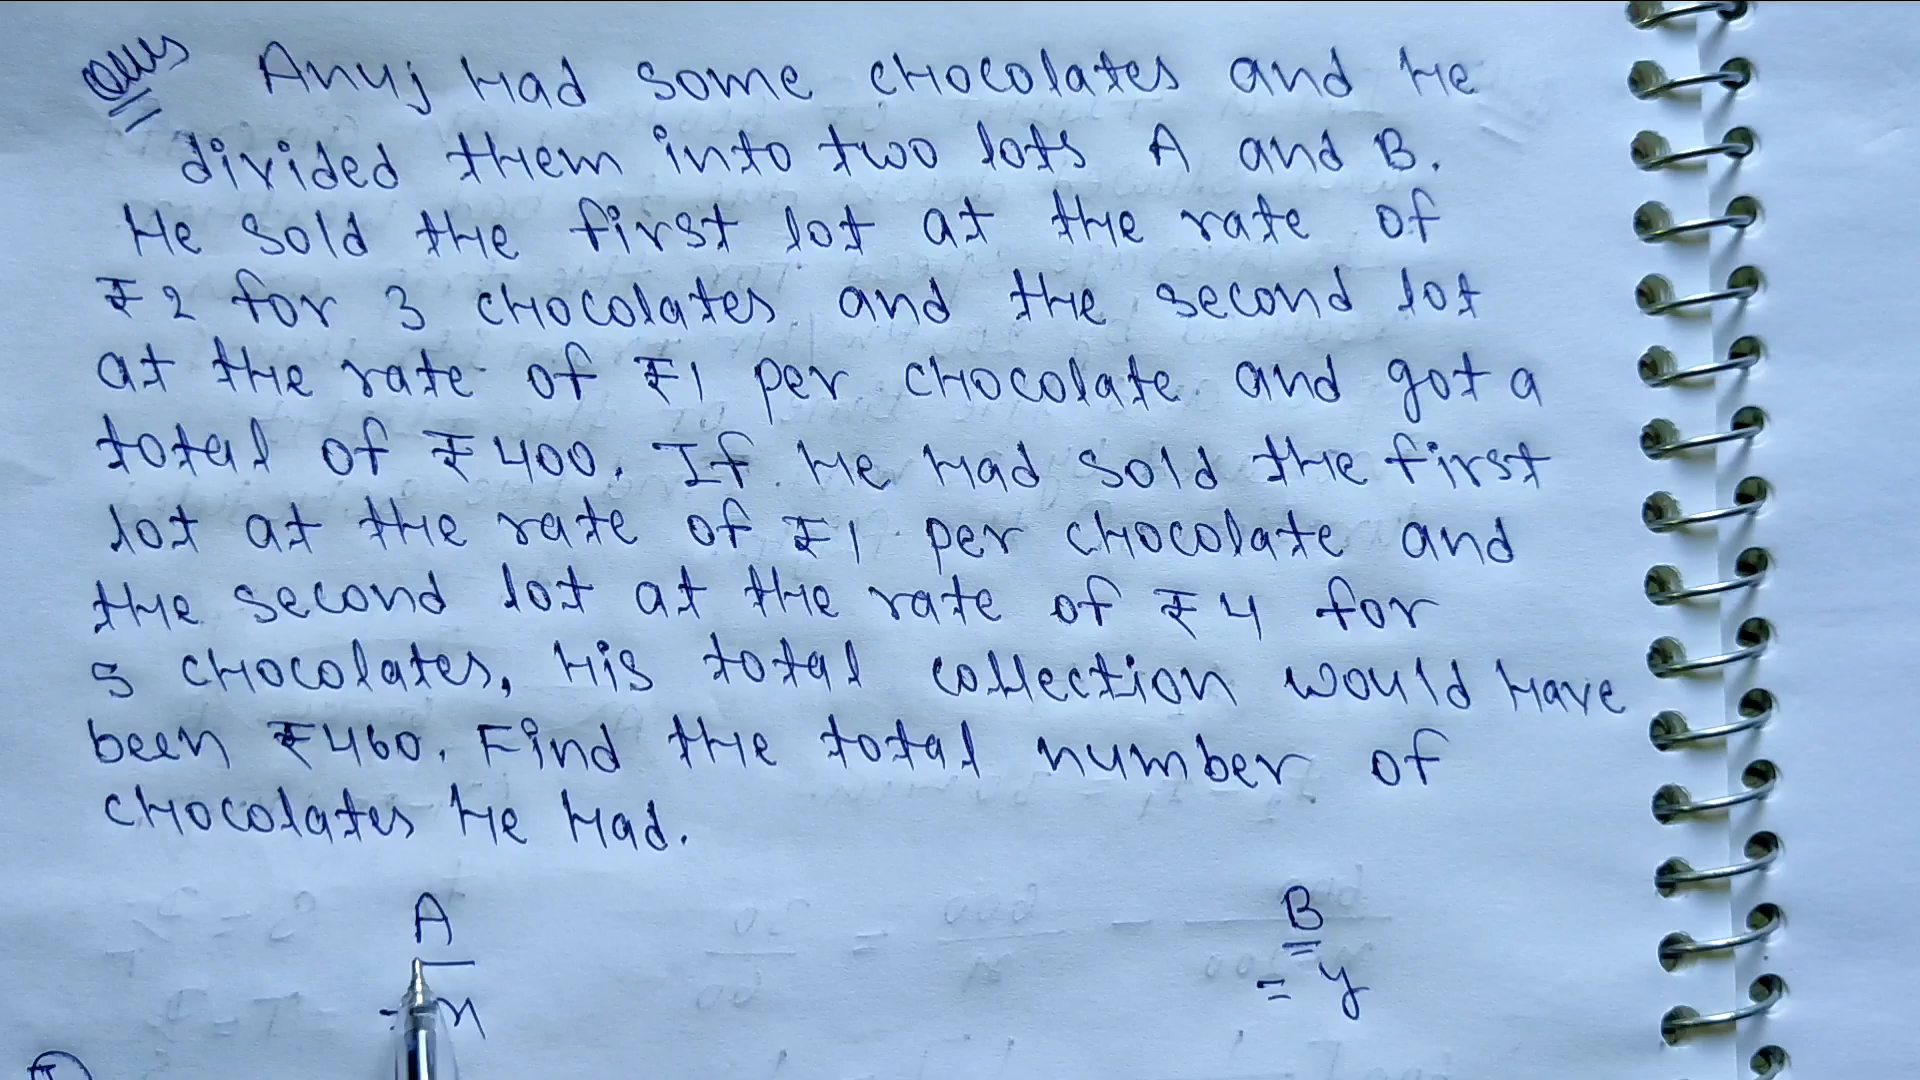 Ques Anuj Had some chocolates and He
divided them into two lots A and B.
He sold the first lot at the rate of
₹2 for 3 chocolates and the second lot
at the rate of ₹1 per chocolate and got a
total of ₹400. If He Had sold the first
lot at the rate of ₹1 per chocolate and
the second lot at the rate of ₹4 for
5 chocolates, His total collection would Have
been ₹460. Find the total number of
chocolates He Had.
A B
= y